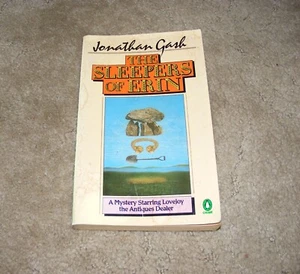 Jonathan Gash
THE
SLEEPERS
OF ERIN
A Mystery Starring Lovejoy
the Antiques Dealer